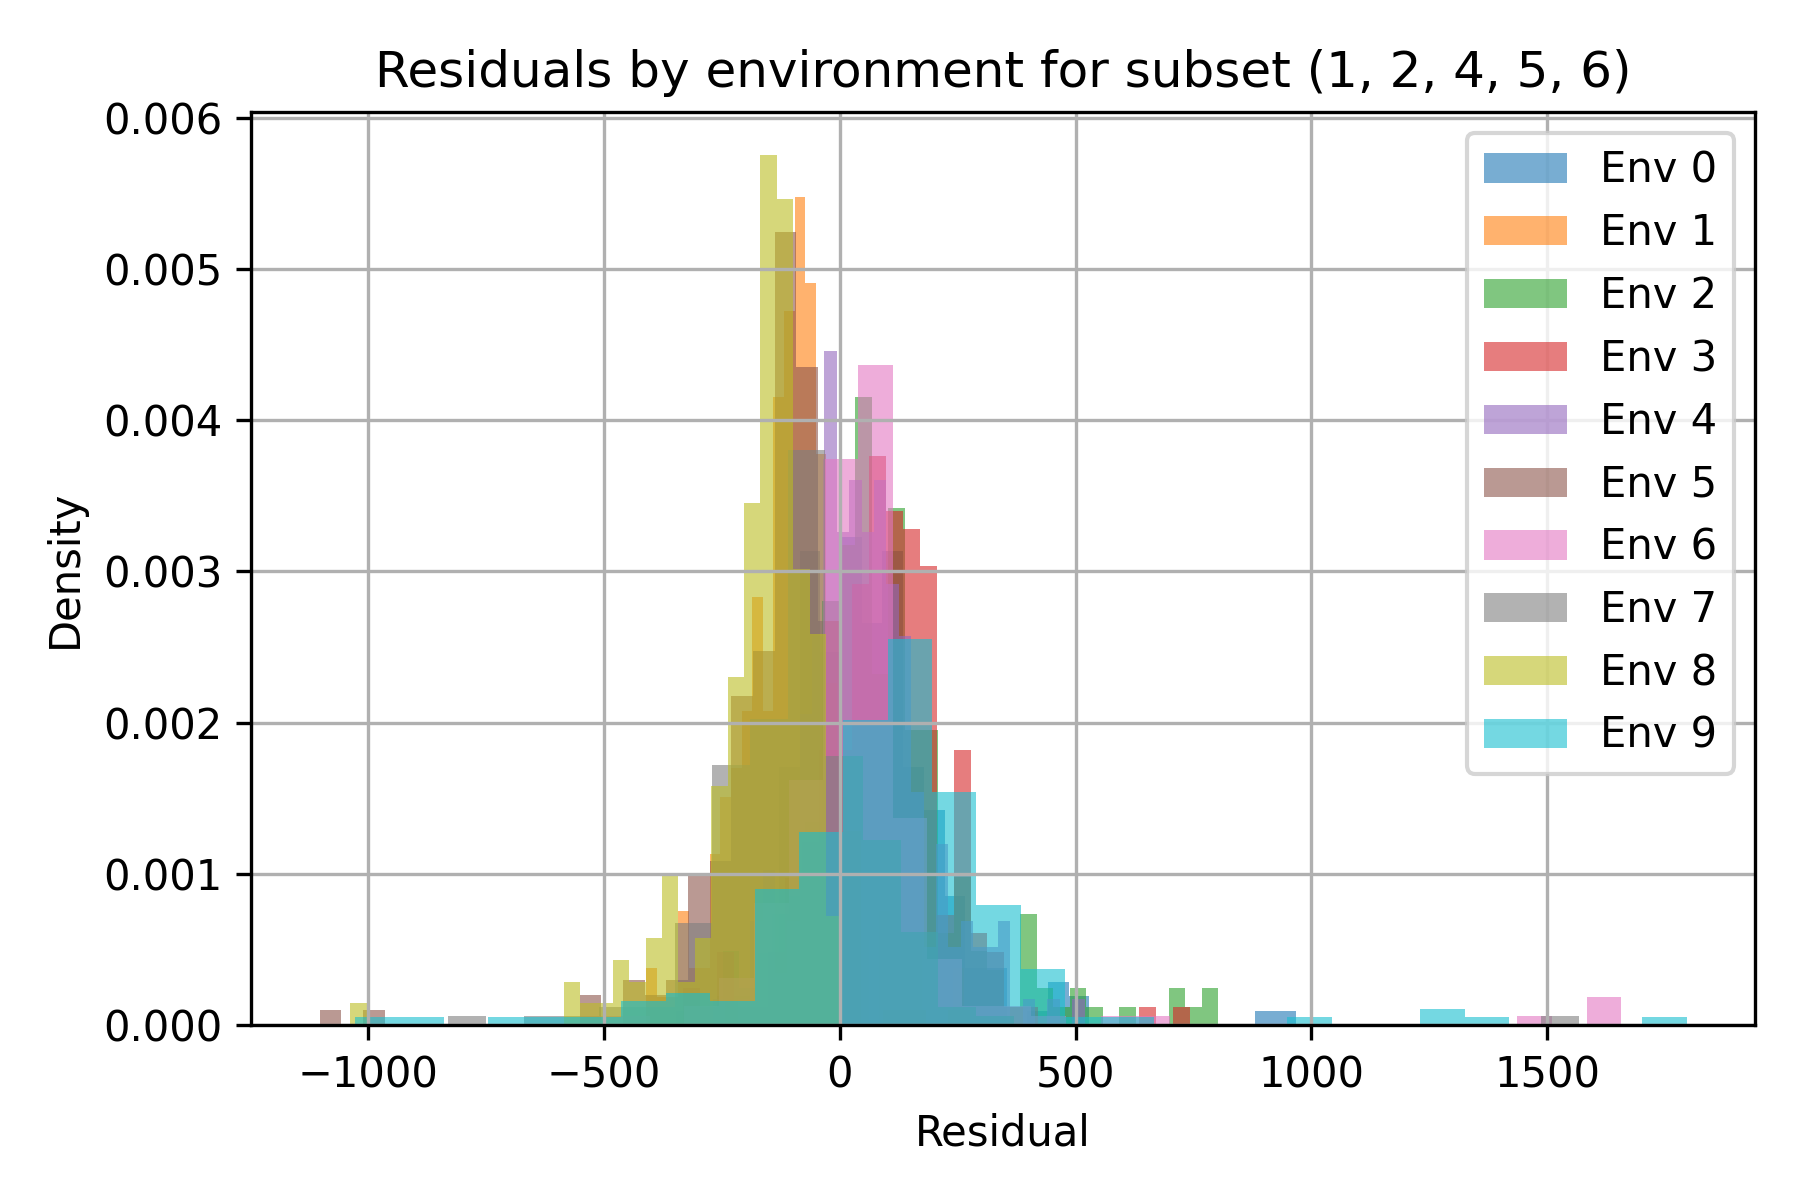 Residuals by environment for subset (1, 2, 4, 5, 6)
0.006
0.005
0.004
0.003
0.002
0.001
0.000
Density
−1000
−500
0
500
1000
1500
Residual
Env 0
Env 1
Env 2
Env 3
Env 4
Env 5
Env 6
Env 7
Env 8
Env 9